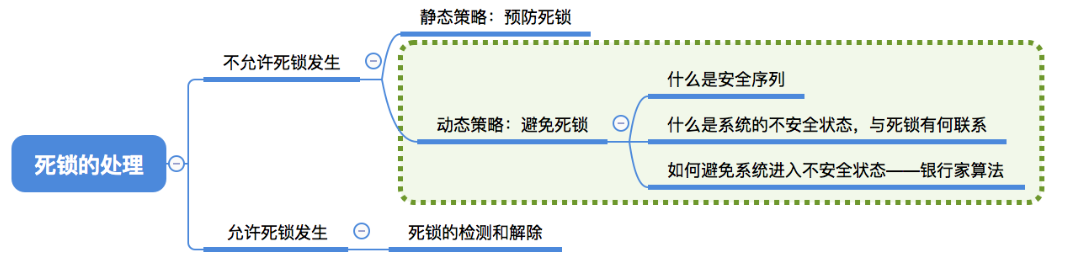 死锁的处理
不允许死锁发生
静态策略：预防死锁
动态策略：避免死锁
什么是安全序列
什么是系统的不安全状态，与死锁有何联系
如何避免系统进入不安全状态——银行家算法
允许死锁发生
死锁的检测和解除